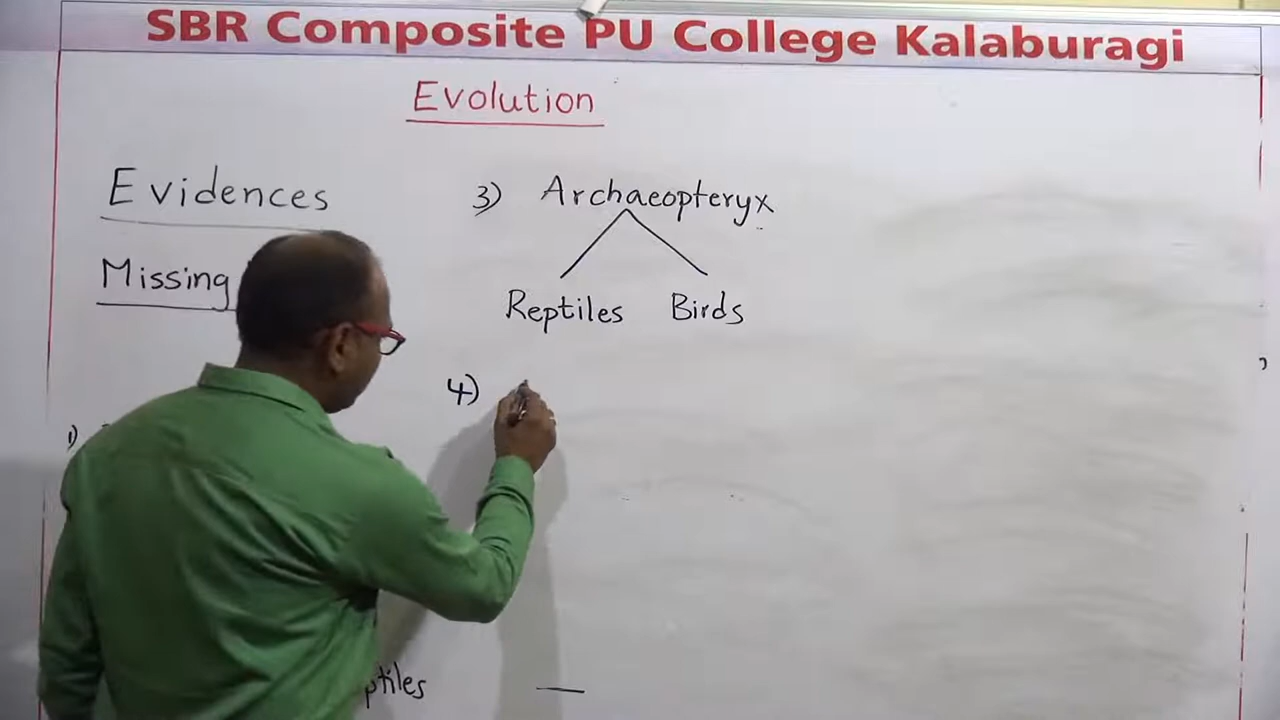 SBR Composite PU College Kalaburagi
Evolution
Evidences
Missing
1)
3) Archaeopteryx
Reptiles Birds
4)
ptiles —